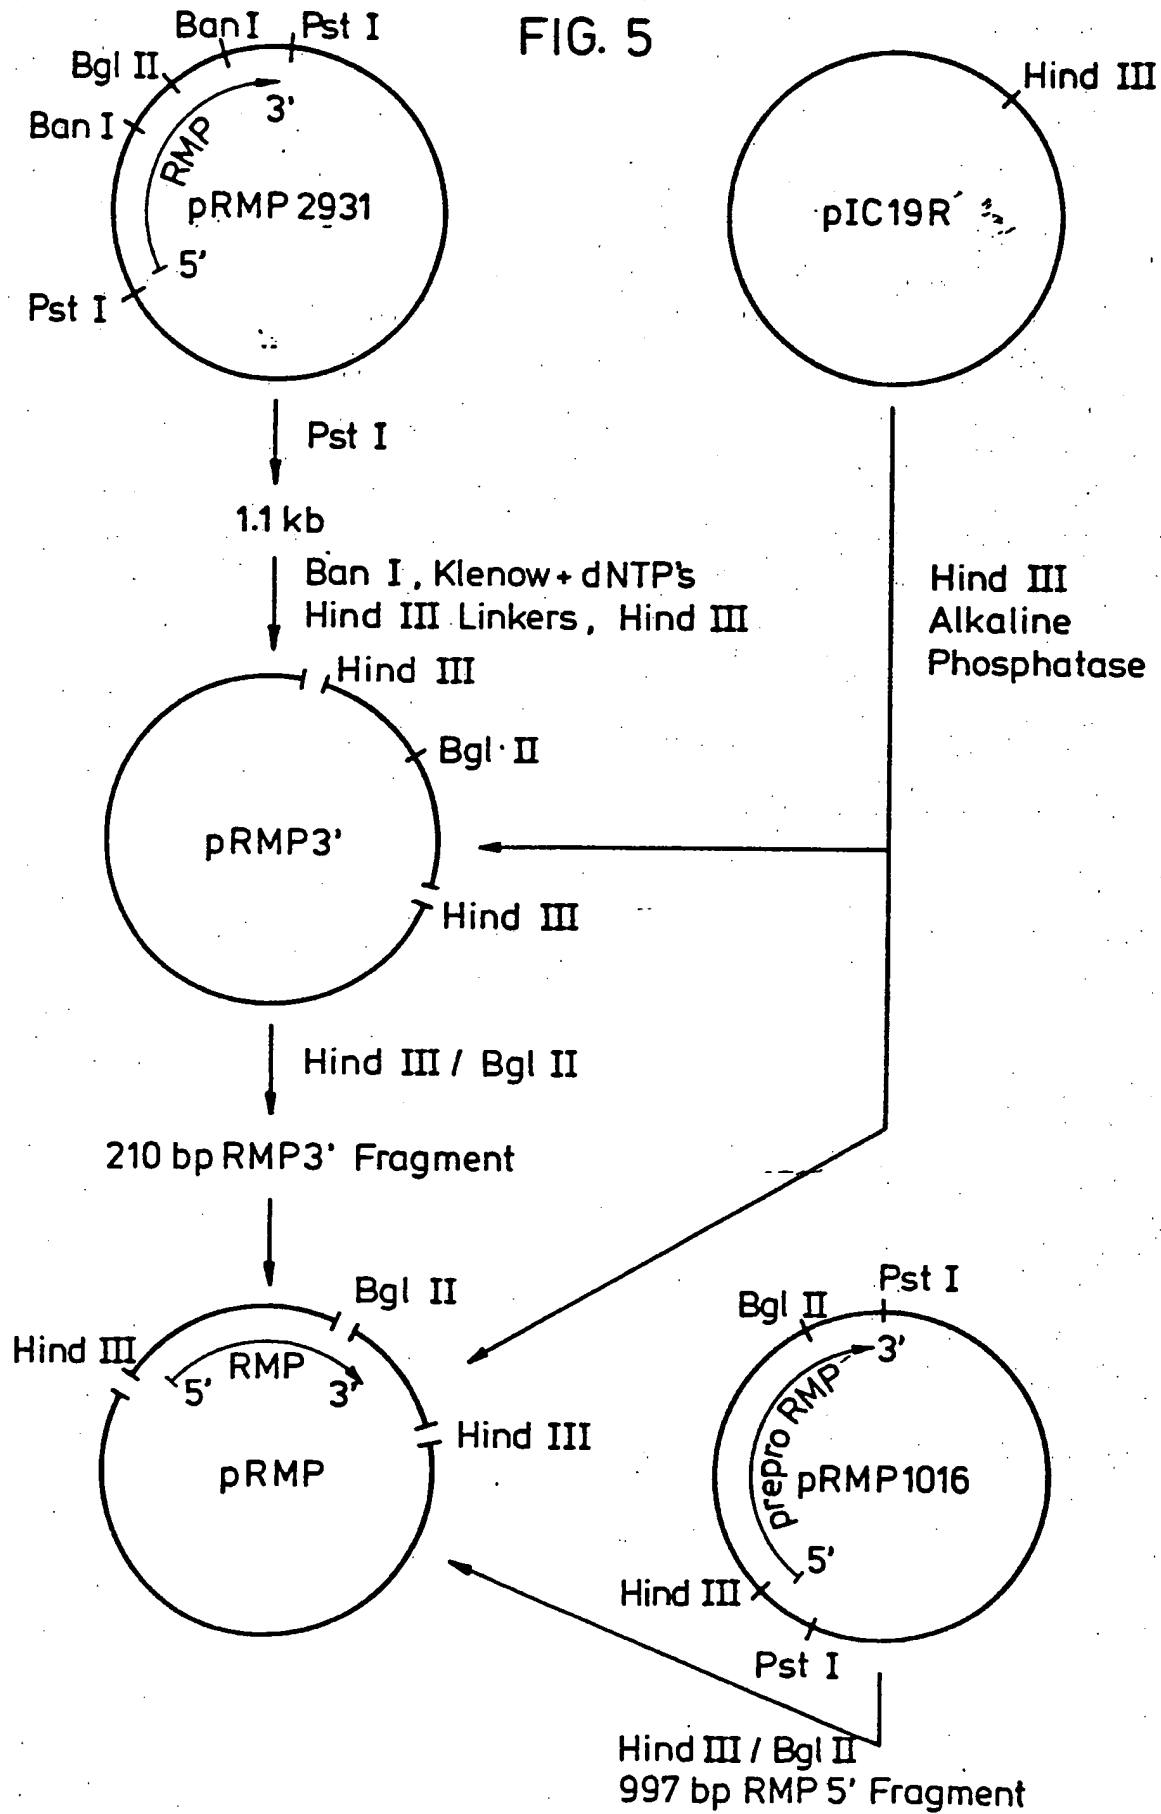 FIG. 5
Ban I
Pst I
Bgl II
Ban I
RMP
3'
pRMP 2931
5'
Pst I
Hind III
pIC19R
Pst I
1.1 kb
Ban I, Klenow + dNTP's
Hind III Linkers, Hind III
Hind III
Alkaline
Phosphatase
Hind III
Bgl II
pRMP3'
Hind III
Hind III / Bgl II
210 bp RMP3' Fragment
Bgl II
Hind III
RMP
5'
3'
Hind III
pRMP
Pst I
Bgl II
3'
prepro RMP
pRMP1016
5'
Hind III
Pst I
Hind III / Bgl II
997 bp RMP 5' Fragment